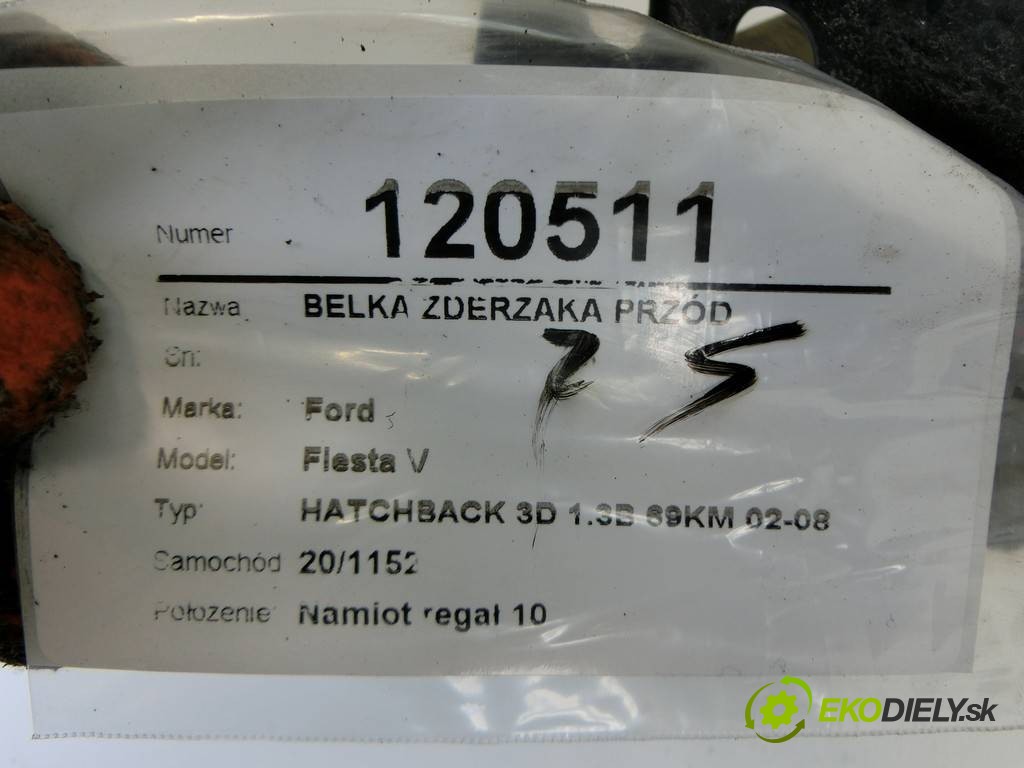 Numer 120511
Nazwa BELKA ZDERZAKA PRZÓD
Sn:
Marka: Ford
Model: Fiesta V
Typ: HATCHBACK 3D 1.3B 69KM 02-08
Samochód 20/1152
Położenie Namiot regał 10
EKODIELY.sk